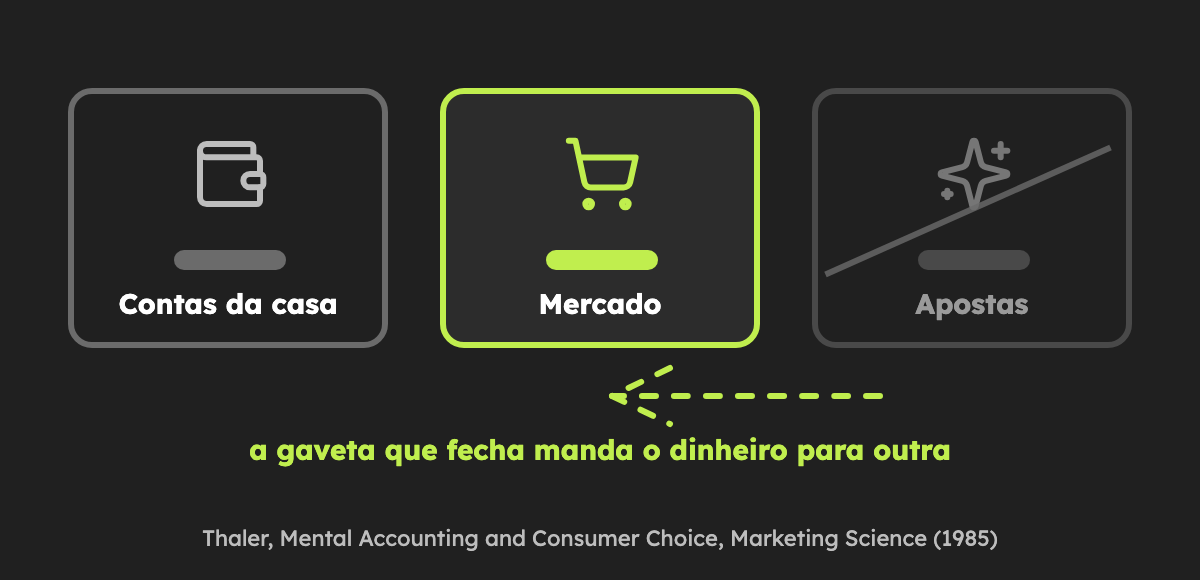 Contas da casa
Mercado
Apostas
a gaveta que fecha manda o dinheiro para outra
Thaler, Mental Accounting and Consumer Choice, Marketing Science (1985)